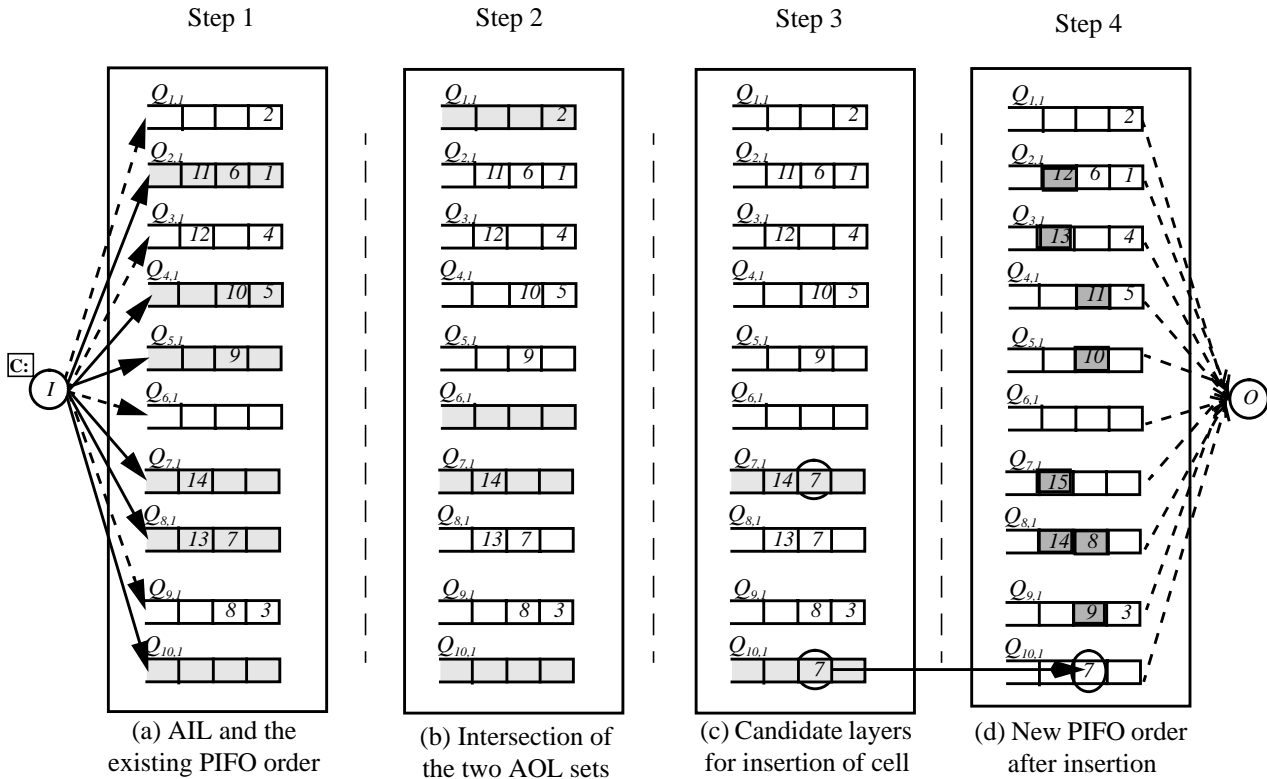 Step 1
Step 2
Step 3
Step 4
C:
I
Q1,1
2
Q2,1
11 6 1
Q3,1
12 4
Q4,1
10 5
Q5,1
9
Q6,1
Q7,1
14
Q8,1
13 7
Q9,1
8 3
Q10,1
(a) AIL and the
existing PIFO order
Q1,1
2
Q2,1
11 6 1
Q3,1
12 4
Q4,1
10 5
Q5,1
9
Q6,1
Q7,1
14
Q8,1
13 7
Q9,1
8 3
Q10,1
(b) Intersection of
the two AOL sets
Q1,1
2
Q2,1
11 6 1
Q3,1
12 4
Q4,1
10 5
Q5,1
9
Q6,1
Q7,1
14 7
Q8,1
13 7
Q9,1
8 3
Q10,1
7
(c) Candidate layers
for insertion of cell
Q1,1
2
Q2,1
12 6 1
Q3,1
13 4
Q4,1
11 5
Q5,1
10
Q6,1
Q7,1
15
Q8,1
14 8
Q9,1
9 3
Q10,1
7
O
(d) New PIFO order
after insertion